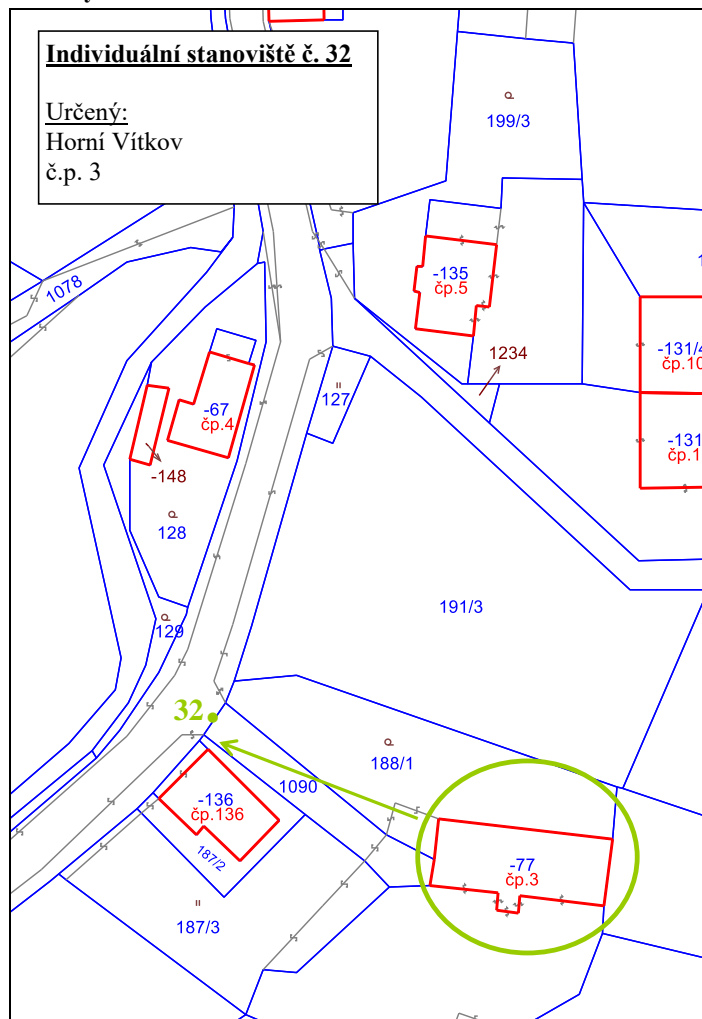 Individuální stanoviště č. 32
Určený:
Horní Vítkov
č.p. 3
199/3
-135
čp.5
1078
1234
-131/4
čp.10
127
-67
čp.4
-131
čp.1
-148
128
191/3
129
32
188/1
1090
-136
čp.136
187/2
-77
čp.3
187/3